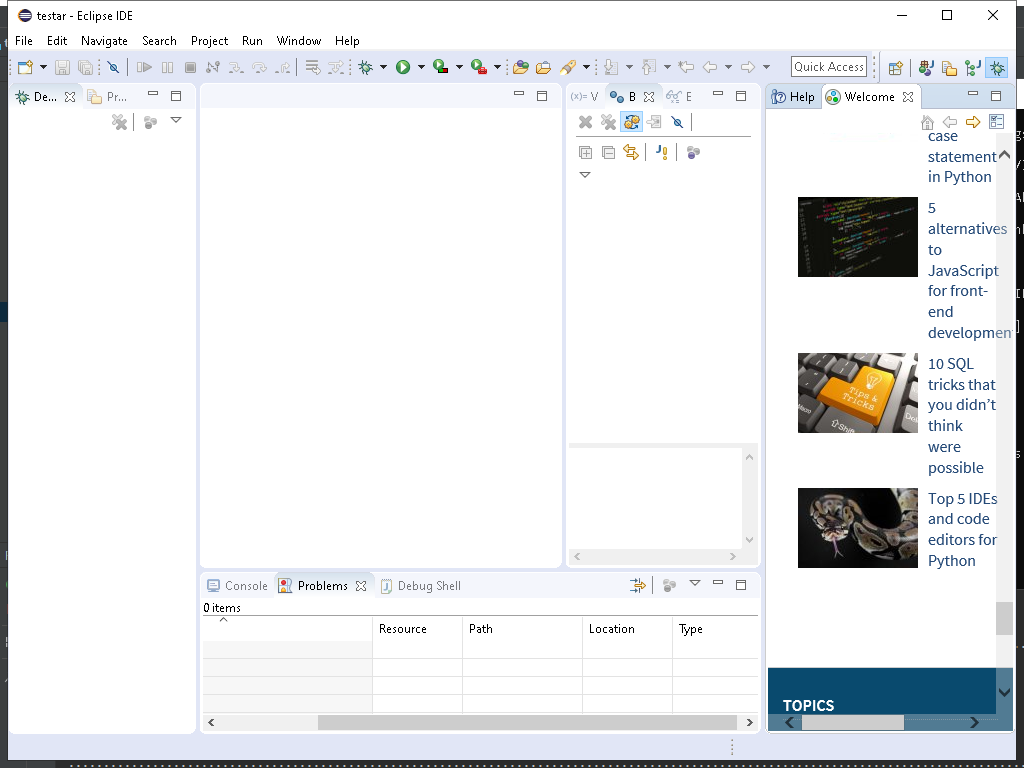 testar - Eclipse IDE
File Edit Navigate Search Project Run Window Help
Quick Access
De... Pr... (x)= V B E Help Welcome
case
statement
in Python
5
alternatives
to
JavaScript
for front-
end
developmen
10 SQL
tricks that
you didn't
think
were
possible
Tips &
Tricks
Shift
Top 5 IDEs
and code
editors for
Python
Console Problems Debug Shell
0 items
Resource Path Location Type
TOPICS